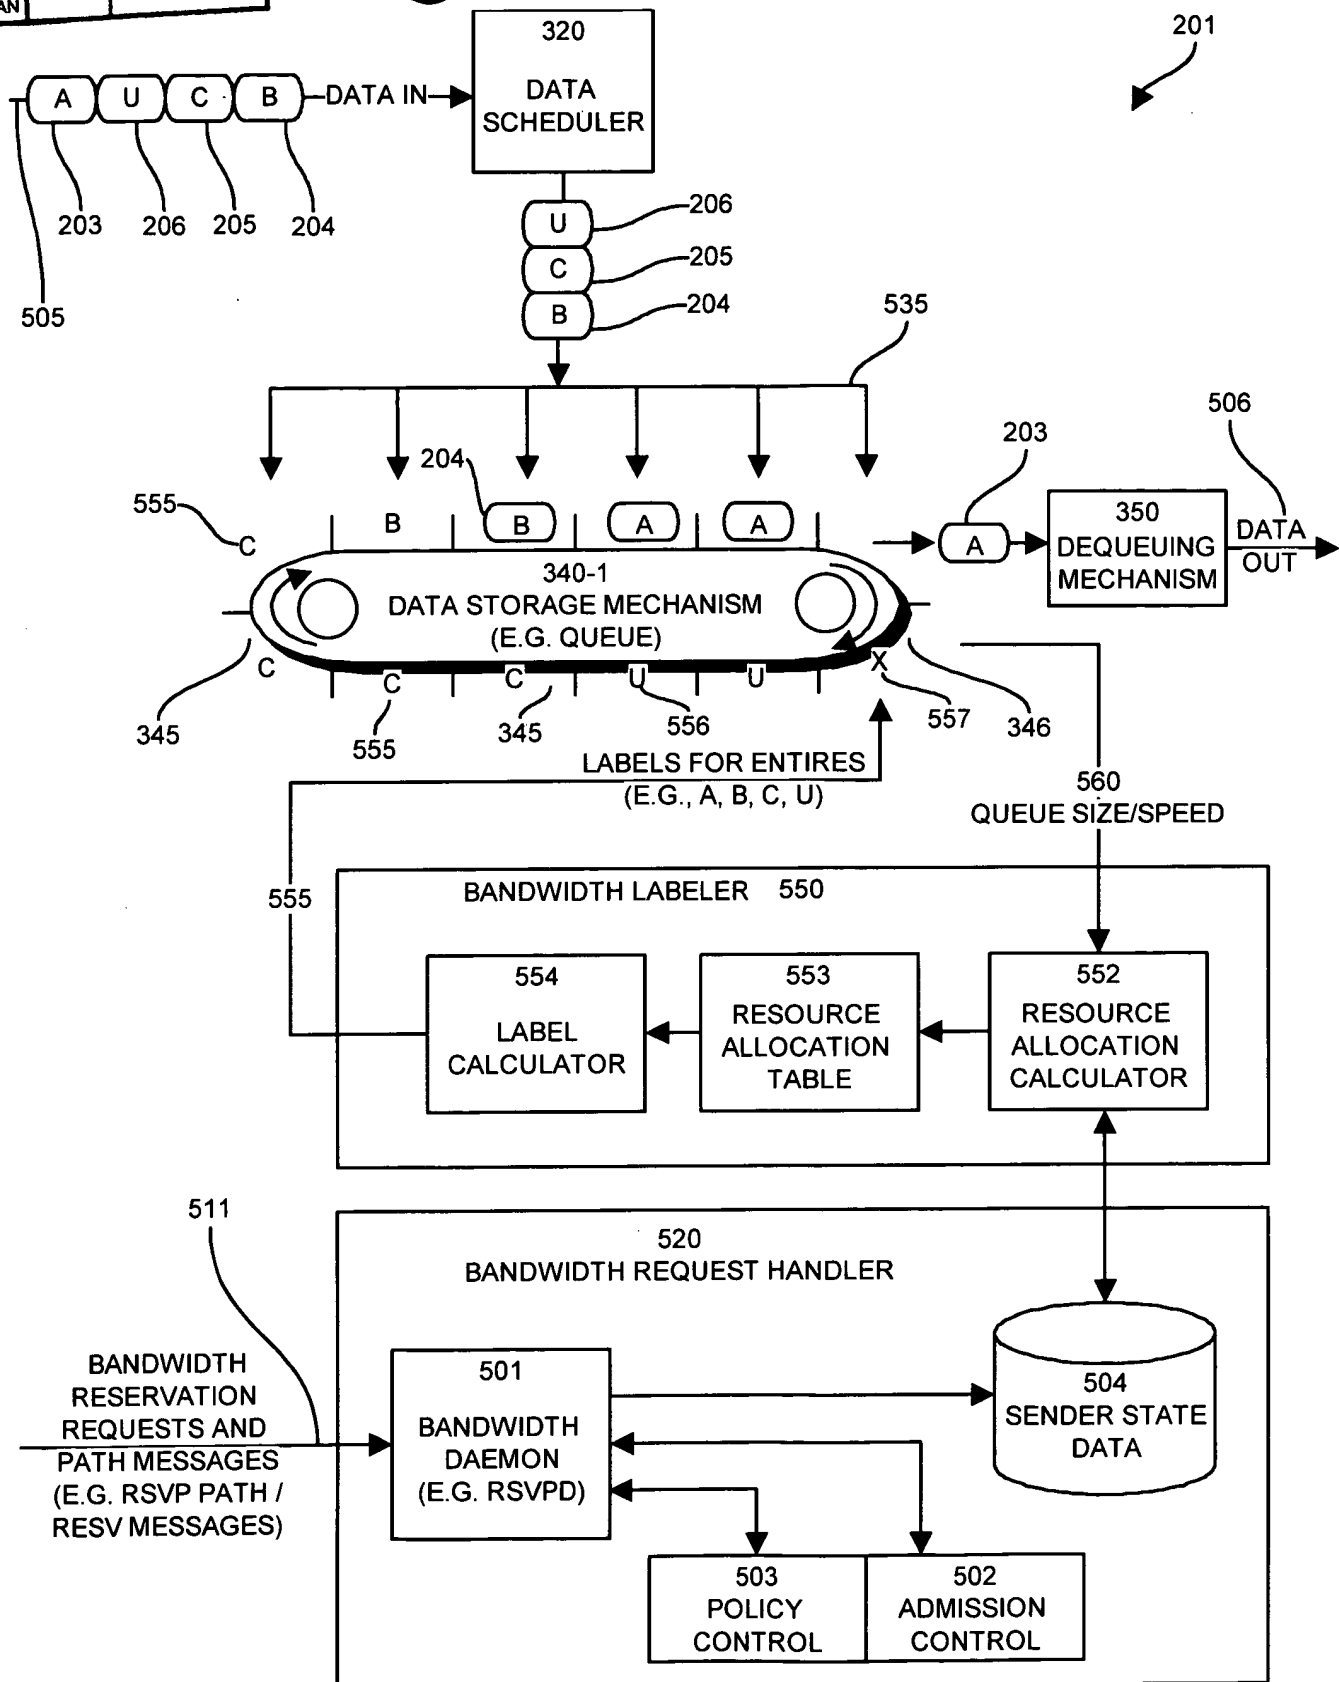 AN
320
DATA
SCHEDULER
201
A U C B DATA IN
203 206 205 204
505
U 206
C 205
B 204
535
506
203
204
555
C B B A A
A
350
DEQUEUING
MECHANISM
DATA
OUT
340-1
DATA STORAGE MECHANISM
(E.G. QUEUE)
C C C U U X
345 555 345 556 557 346
LABELS FOR ENTIRES
(E.G., A, B, C, U)
560
QUEUE SIZE/SPEED
555
BANDWIDTH LABELER 550
554
LABEL
CALCULATOR
553
RESOURCE
ALLOCATION
TABLE
552
RESOURCE
ALLOCATION
CALCULATOR
511
520
BANDWIDTH REQUEST HANDLER
BANDWIDTH
RESERVATION
REQUESTS AND
PATH MESSAGES
(E.G. RSVP PATH /
RESV MESSAGES)
501
BANDWIDTH
DAEMON
(E.G. RSVPD)
504
SENDER STATE
DATA
503
POLICY
CONTROL
502
ADMISSION
CONTROL